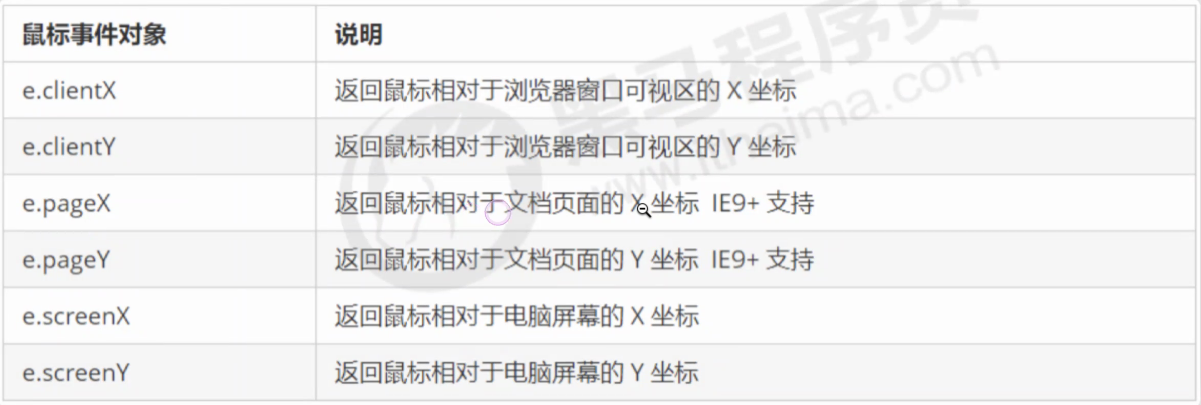 鼠标事件对象 说明
e.clientX 返回鼠标相对于浏览器窗口可视区的 X 坐标
e.clientY 返回鼠标相对于浏览器窗口可视区的 Y 坐标
e.pageX 返回鼠标相对于文档页面的 X 坐标 IE9+ 支持
e.pageY 返回鼠标相对于文档页面的 Y 坐标 IE9+ 支持
e.screenX 返回鼠标相对于电脑屏幕的 X 坐标
e.screenY 返回鼠标相对于电脑屏幕的 Y 坐标
黑马程序员
www.itheima.com